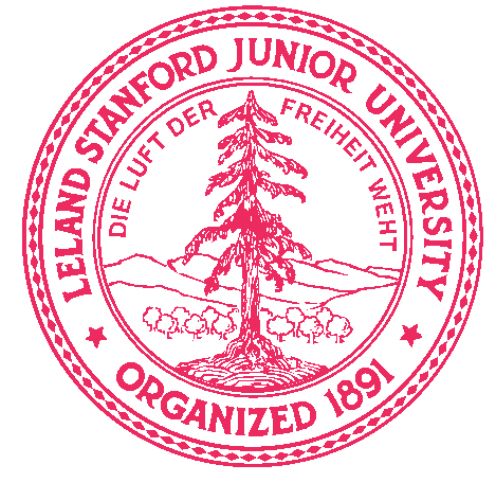 LELAND STANFORD JUNIOR UNIVERSITY
DIE LUFT DER FREIHEIT WEHT
ORGANIZED 1891